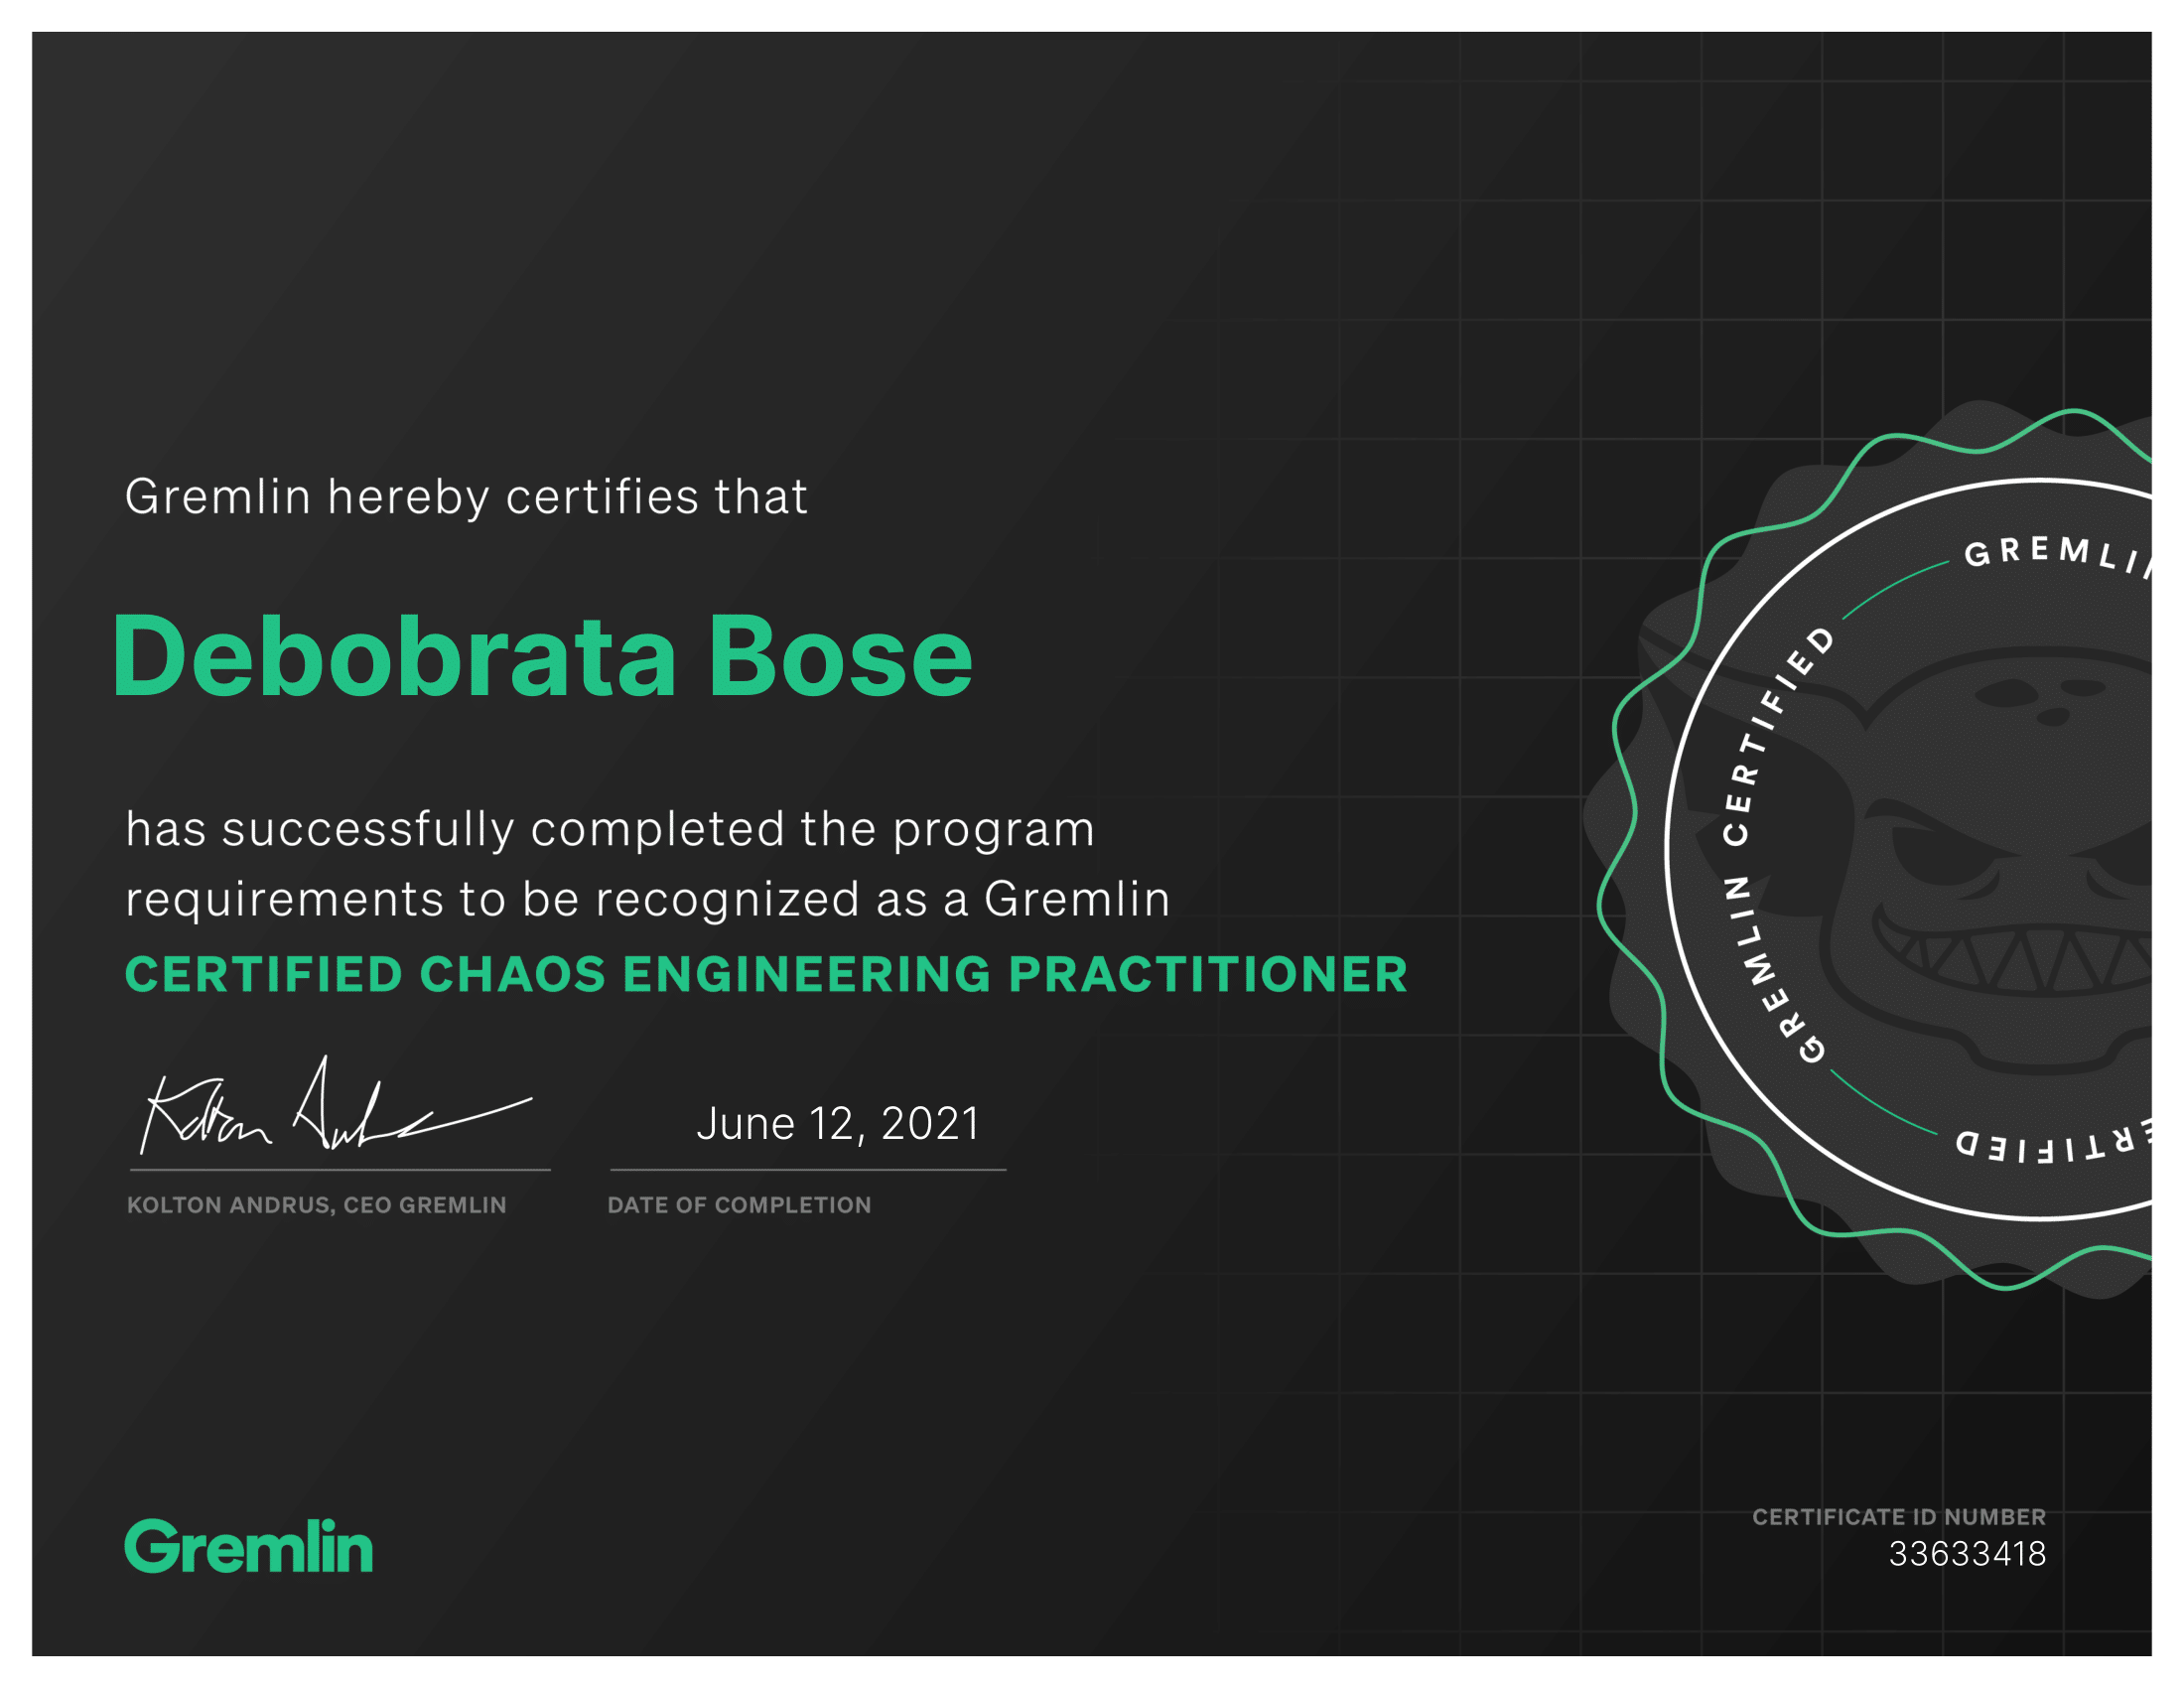 Gremlin hereby certifies that
Debobrata Bose
has successfully completed the program
requirements to be recognized as a Gremlin
CERTIFIED CHAOS ENGINEERING PRACTITIONER
Kolton Andrus
June 12, 2021
KOLTON ANDRUS, CEO GREMLIN
DATE OF COMPLETION
GREMLIN CERTIFIED
GREMLI
ERTIFIED
Gremlin
CERTIFICATE ID NUMBER
33633418